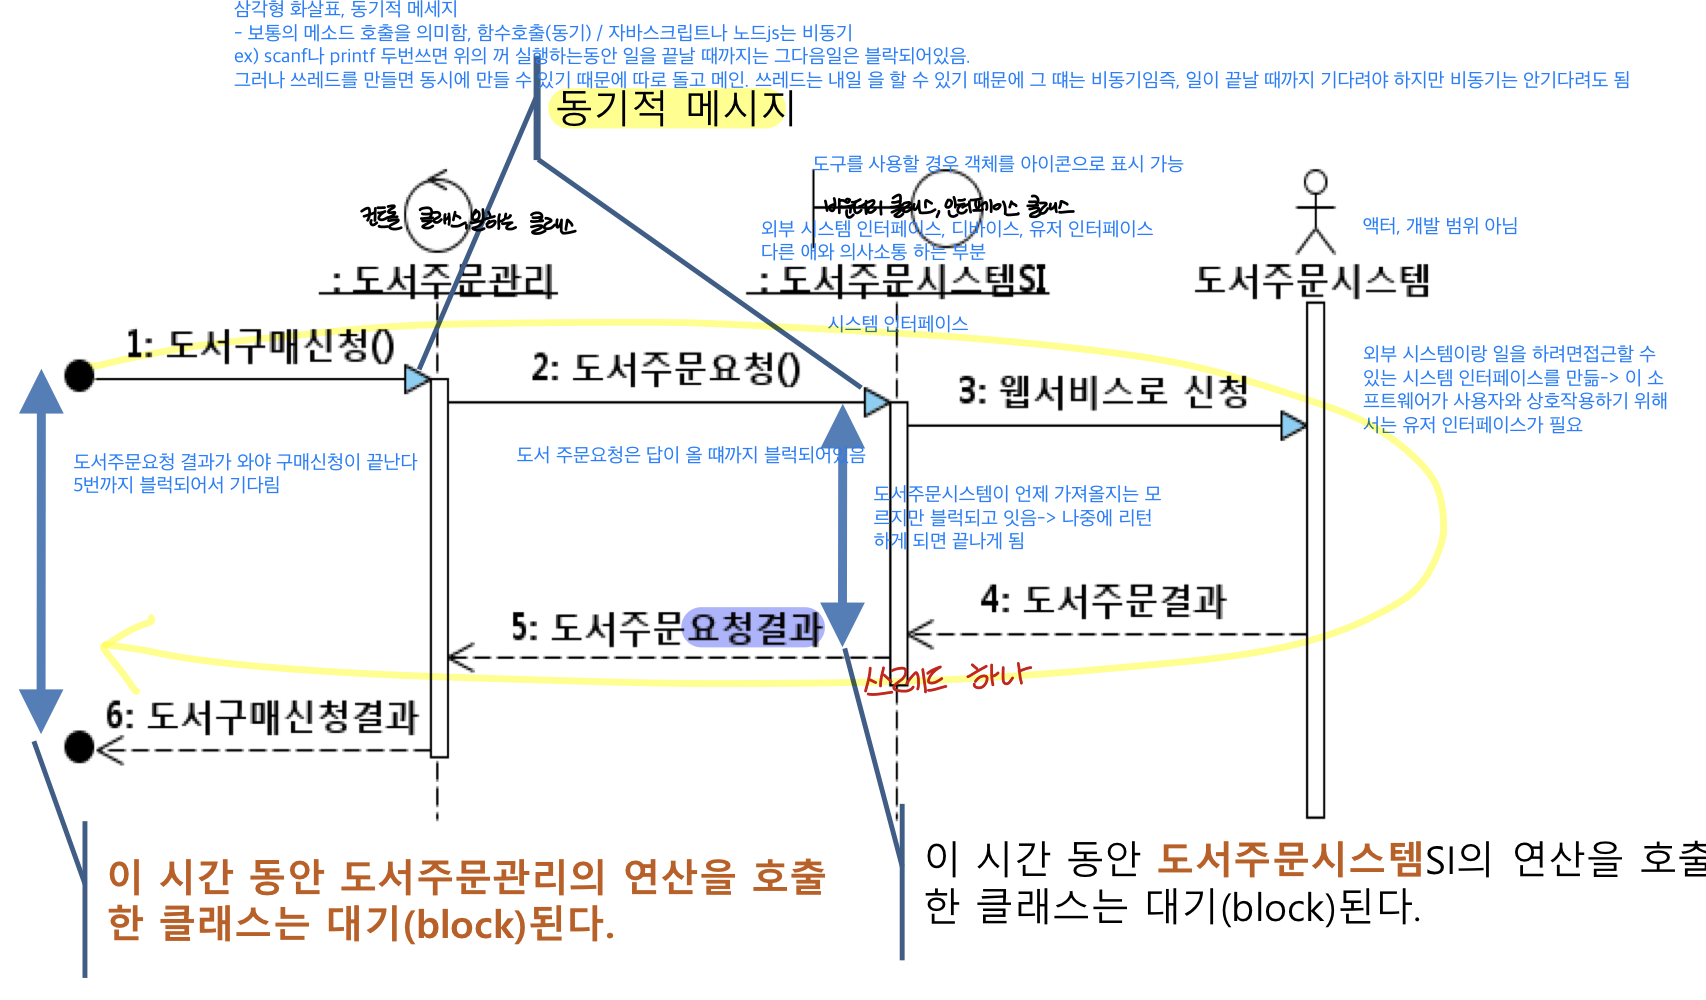 삼각형 화살표, 동기적 메세지
- 보통의 메소드 호출을 의미함, 함수호출(동기) / 자바스크립트나 노드js는 비동기
ex) scanf나 printf 두번쓰면 위의 꺼 실행하는동안 일을 끝날 때까지는 그다음일은 블락되어있음.
그러나 쓰레드를 만들면 동시에 만들 수 있기 때문에 따로 돌고 메인. 쓰레드는 내일 을 할 수 있기 때문에 그 떄는 비동기임즉, 일이 끝날 때까지 기다려야 하지만 비동기는 안기다려도 됨
동기적 메시지
도구를 사용할 경우 객체를 아이콘으로 표시 가능
컨트롤 클래스, 일하는 클래스
바운더리 클래스, 인터페이스 클래스
외부 시스템 인터페이스, 디바이스, 유저 인터페이스
다른 애와 의사소통 하는 부분
액터, 개발 범위 아님
: 도서주문관리
: 도서주문시스템SI
도서주문시스템
시스템 인터페이스
1: 도서구매신청()
2: 도서주문요청()
3: 웹서비스로 신청
외부 시스템이랑 일을 하려면접근할 수
있는 시스템 인터페이스를 만듦-> 이 소
프트웨어가 사용자와 상호작용하기 위해
서는 유저 인터페이스가 필요
도서주문요청 결과가 와야 구매신청이 끝난다
5번까지 블럭되어서 기다림
도서 주문요청은 답이 올 떄까지 블럭되어있음
도서주문시스템이 언제 가져올지는 모
르지만 블럭되고 잇음-> 나중에 리턴
하게 되면 끝나게 됨
4: 도서주문결과
5: 도서주문요청결과
쓰레드 하나
6: 도서구매신청결과
이 시간 동안 도서주문관리의 연산을 호출
한 클래스는 대기(block)된다.
이 시간 동안 도서주문시스템SI의 연산을 호출
한 클래스는 대기(block)된다.